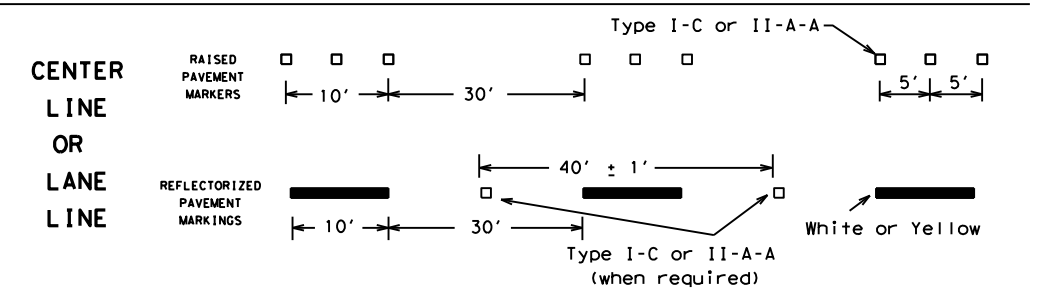 Type I-C or II-A-A
CENTER
LINE
OR
LANE
LINE
RAISED
PAVEMENT
MARKERS
10'
30'
5'
5'
40' ± 1'
REFLECTORIZED
PAVEMENT
MARKINGS
10'
30'
Type I-C or II-A-A
(when required)
White or Yellow